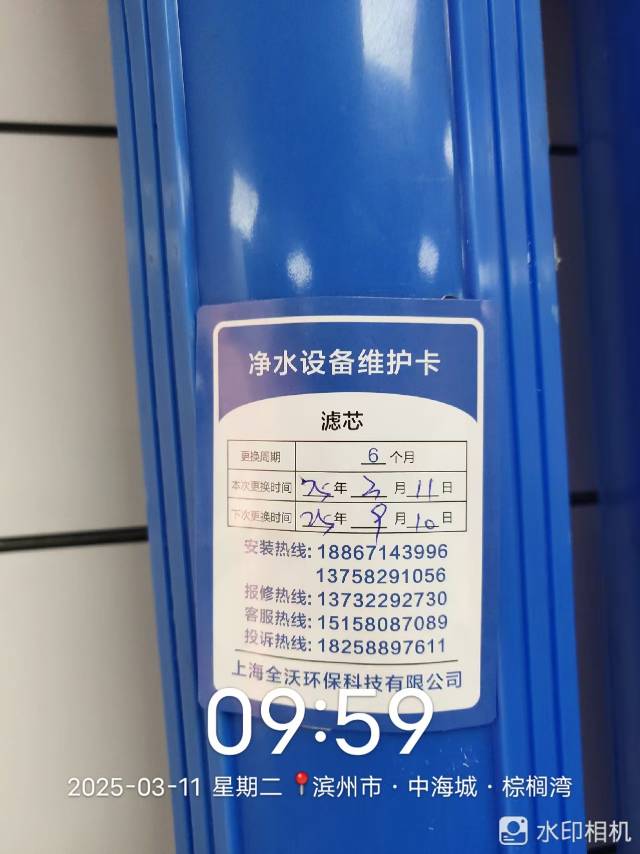 净水设备维护卡
滤芯
更换周期 6 个月
本次更换时间 25年 3月 11日
下次更换时间 25年 9月 10日
安装热线: 18867143996
13758291056
报修热线: 13732292730
客服热线: 15158087089
投诉热线: 18258897611
上海全沃环保科技有限公司
09:59
2025-03-11 星期二 滨州市·中海城·棕榈湾
水印相机